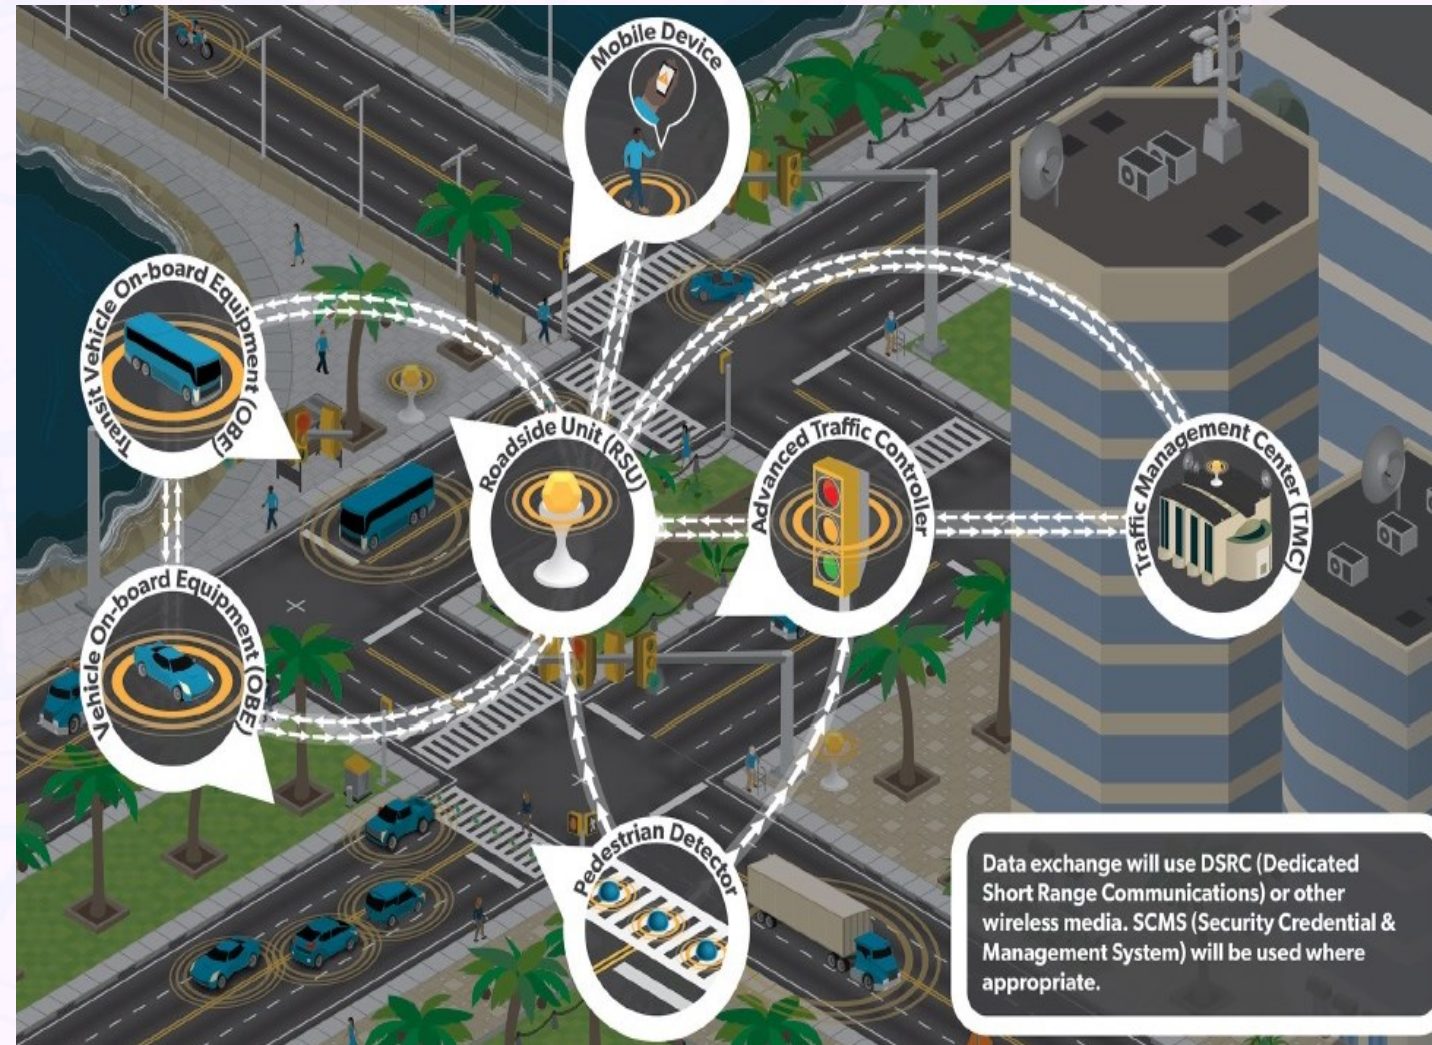 Mobile Device
Transit Vehicle On-board Equipment (OBE)
Roadside Unit (RSU)
Advanced Traffic Controller
Traffic Management Center (TMC)
Vehicle On-board Equipment (OBE)
Pedestrian Detector
Data exchange will use DSRC (Dedicated
Short Range Communications) or other
wireless media. SCMS (Security Credential &
Management System) will be used where
appropriate.